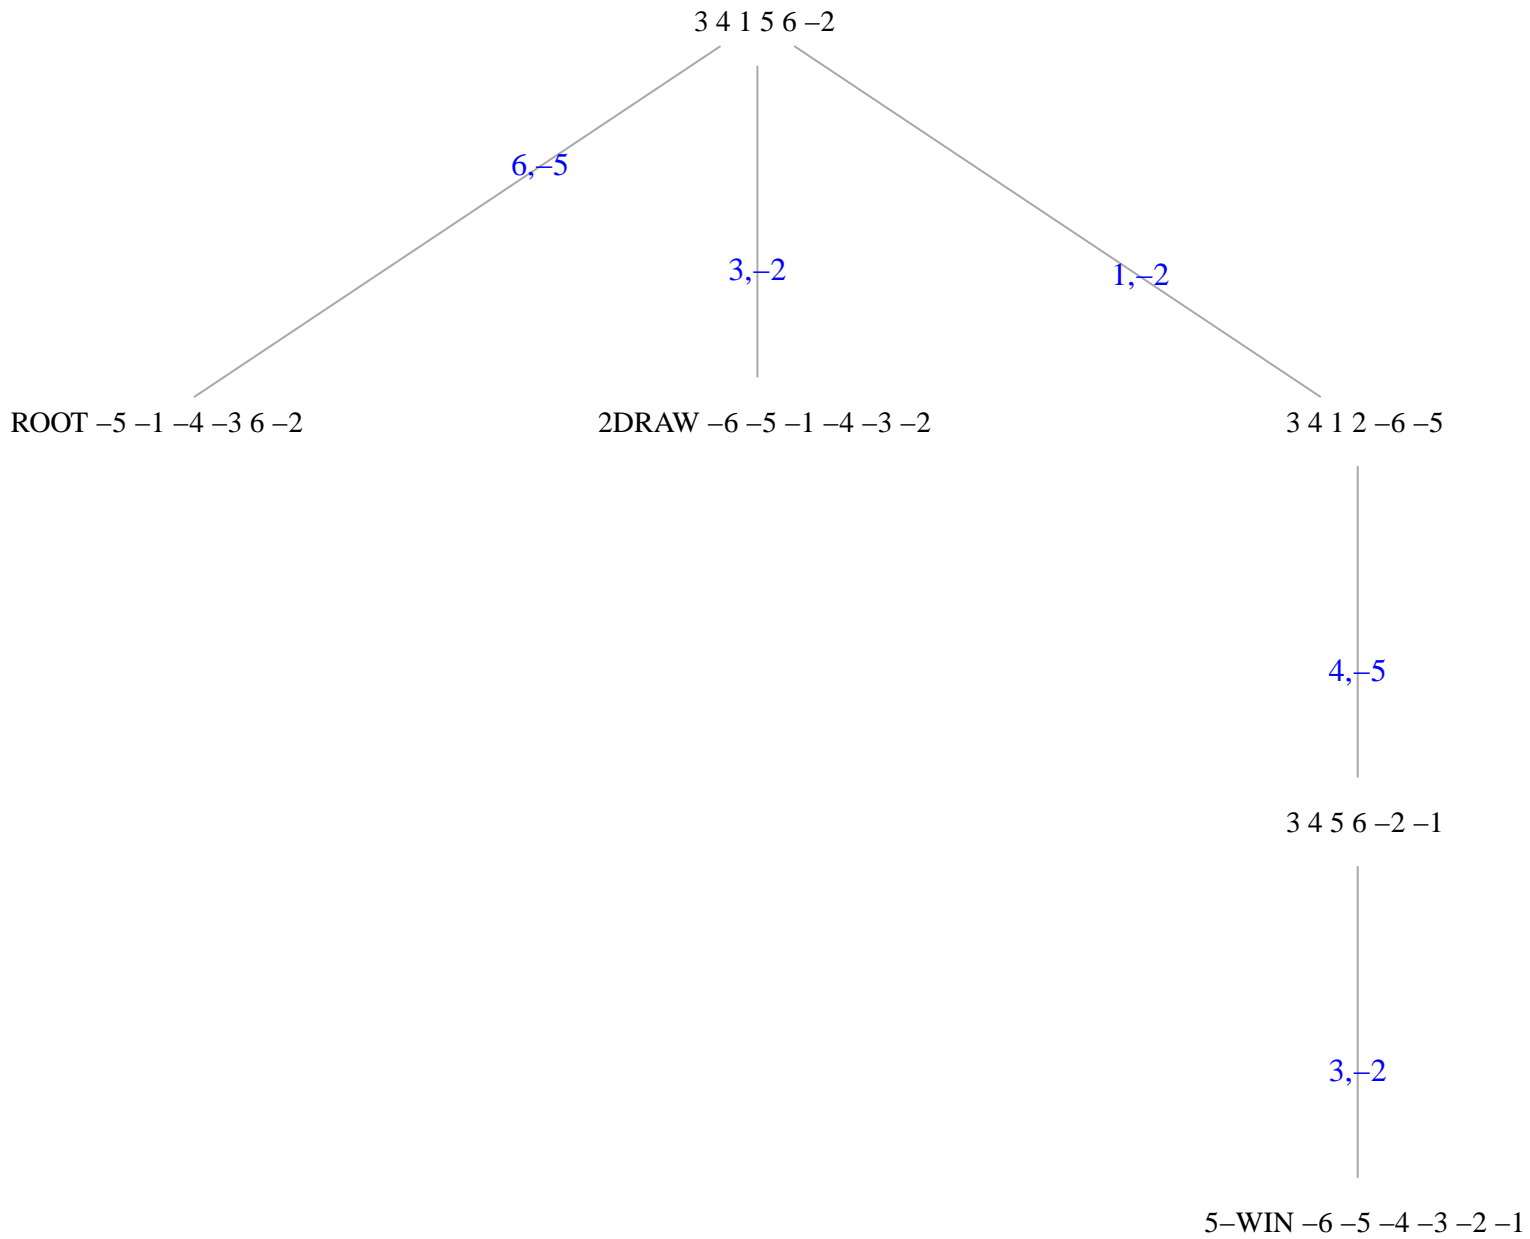 3 4 1 5 6 –2
6,–5
3,–2
1,–2
ROOT –5 –1 –4 –3 6 –2
2DRAW –6 –5 –1 –4 –3 –2
3 4 1 2 –6 –5
4,–5
3 4 5 6 –2 –1
3,–2
5–WIN –6 –5 –4 –3 –2 –1